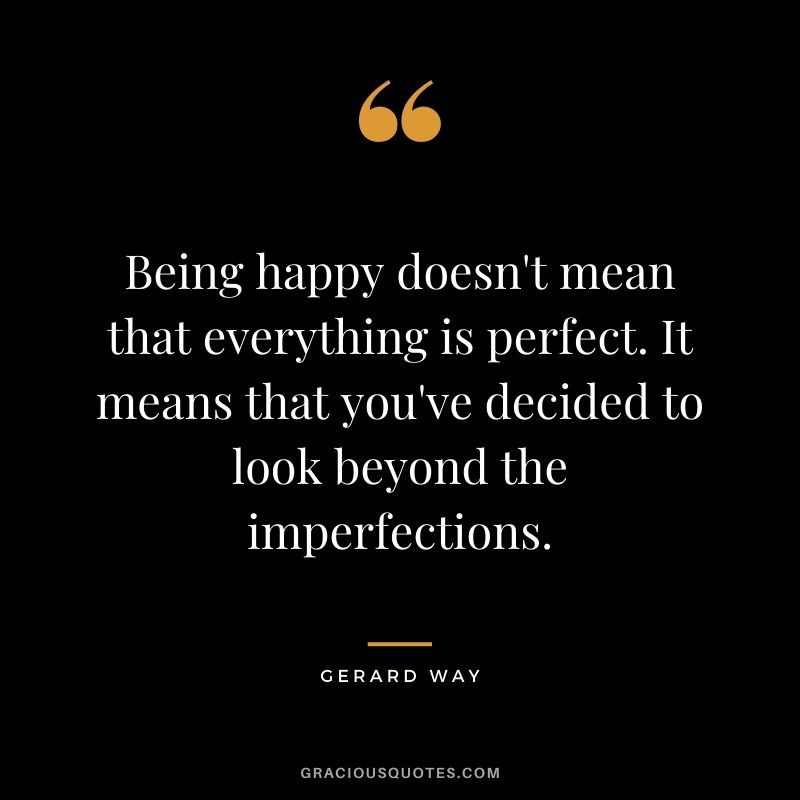 “
Being happy doesn't mean
that everything is perfect. It
means that you've decided to
look beyond the
imperfections.
GERARD WAY
GRACIOUSQUOTES.COM